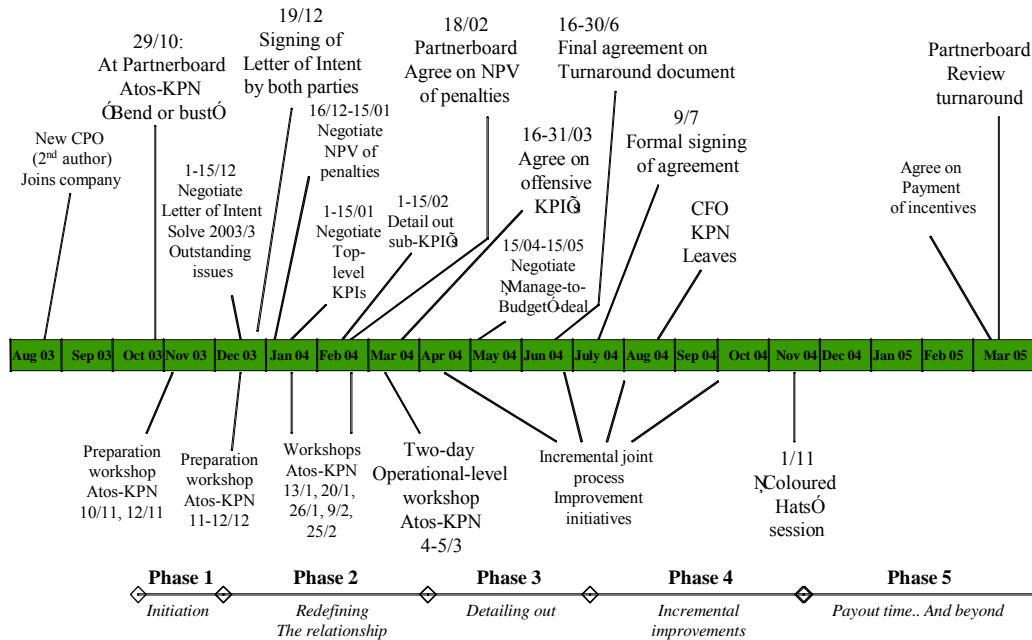 29/10:
At Partnerboard
Atos-KPN
ÓBend or bustÓ
19/12
Signing of
Letter of Intent
by both parties
18/02
Partnerboard
Agree on NPV
of penalties
16-30/6
Final agreement on
Turnaround document
Partnerboard
Review
turnaround
New CPO
(2nd author)
Joins company
1-15/12
Negotiate
Letter of Intent
Solve 2003/3
Outstanding
issues
16/12-15/01
Negotiate
NPV of
penalties
1-15/01
Negotiate
Top-
level
KPIs
1-15/02
Detail out
sub-KPIÕs
16-31/03
Agree on
offensive
KPIÕs
15/04-15/05
Negotiate
ÑManage-to-
BudgetÓ-deal
9/7
Formal signing
of agreement
CFO
KPN
Leaves
Agree on
Payment
of incentives
Aug 03 Sep 03 Oct 03 Nov 03 Dec 03 Jan 04 Feb 04 Mar 04 Apr 04 May 04 Jun 04 July 04 Aug 04 Sep 04 Oct 04 Nov 04 Dec 04 Jan 05 Feb 05 Mar 05
Preparation
workshop
Atos-KPN
10/11, 12/11
Preparation
workshop
Atos-KPN
11-12/12
Workshops
Atos-KPN
13/1, 20/1,
26/1, 9/2,
25/2
Two-day
Operational-level
workshop
Atos-KPN
4-5/3
Incremental joint
process
Improvement
initiatives
1/11
ÑColoured
HatsÓ
session
Phase 1
Initiation
Phase 2
Redefining
The relationship
Phase 3
Detailing out
Phase 4
Incremental
improvements
Phase 5
Payout time.. And beyond